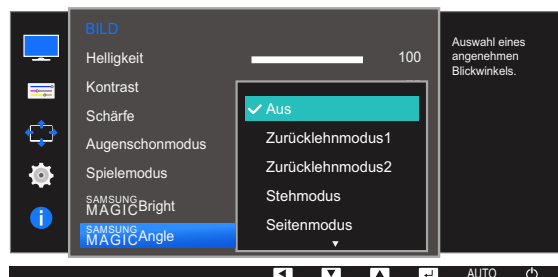 BILD
Helligkeit 100
Kontrast
Schärfe
Augenschonmodus
Spielemodus
SAMSUNG
MAGICBright
SAMSUNG
MAGICAngle
Aus
Zurücklehnmodus1
Zurücklehnmodus2
Stehmodus
Seitenmodus
Auswahl eines
angenehmen
Blickwinkels.
AUTO